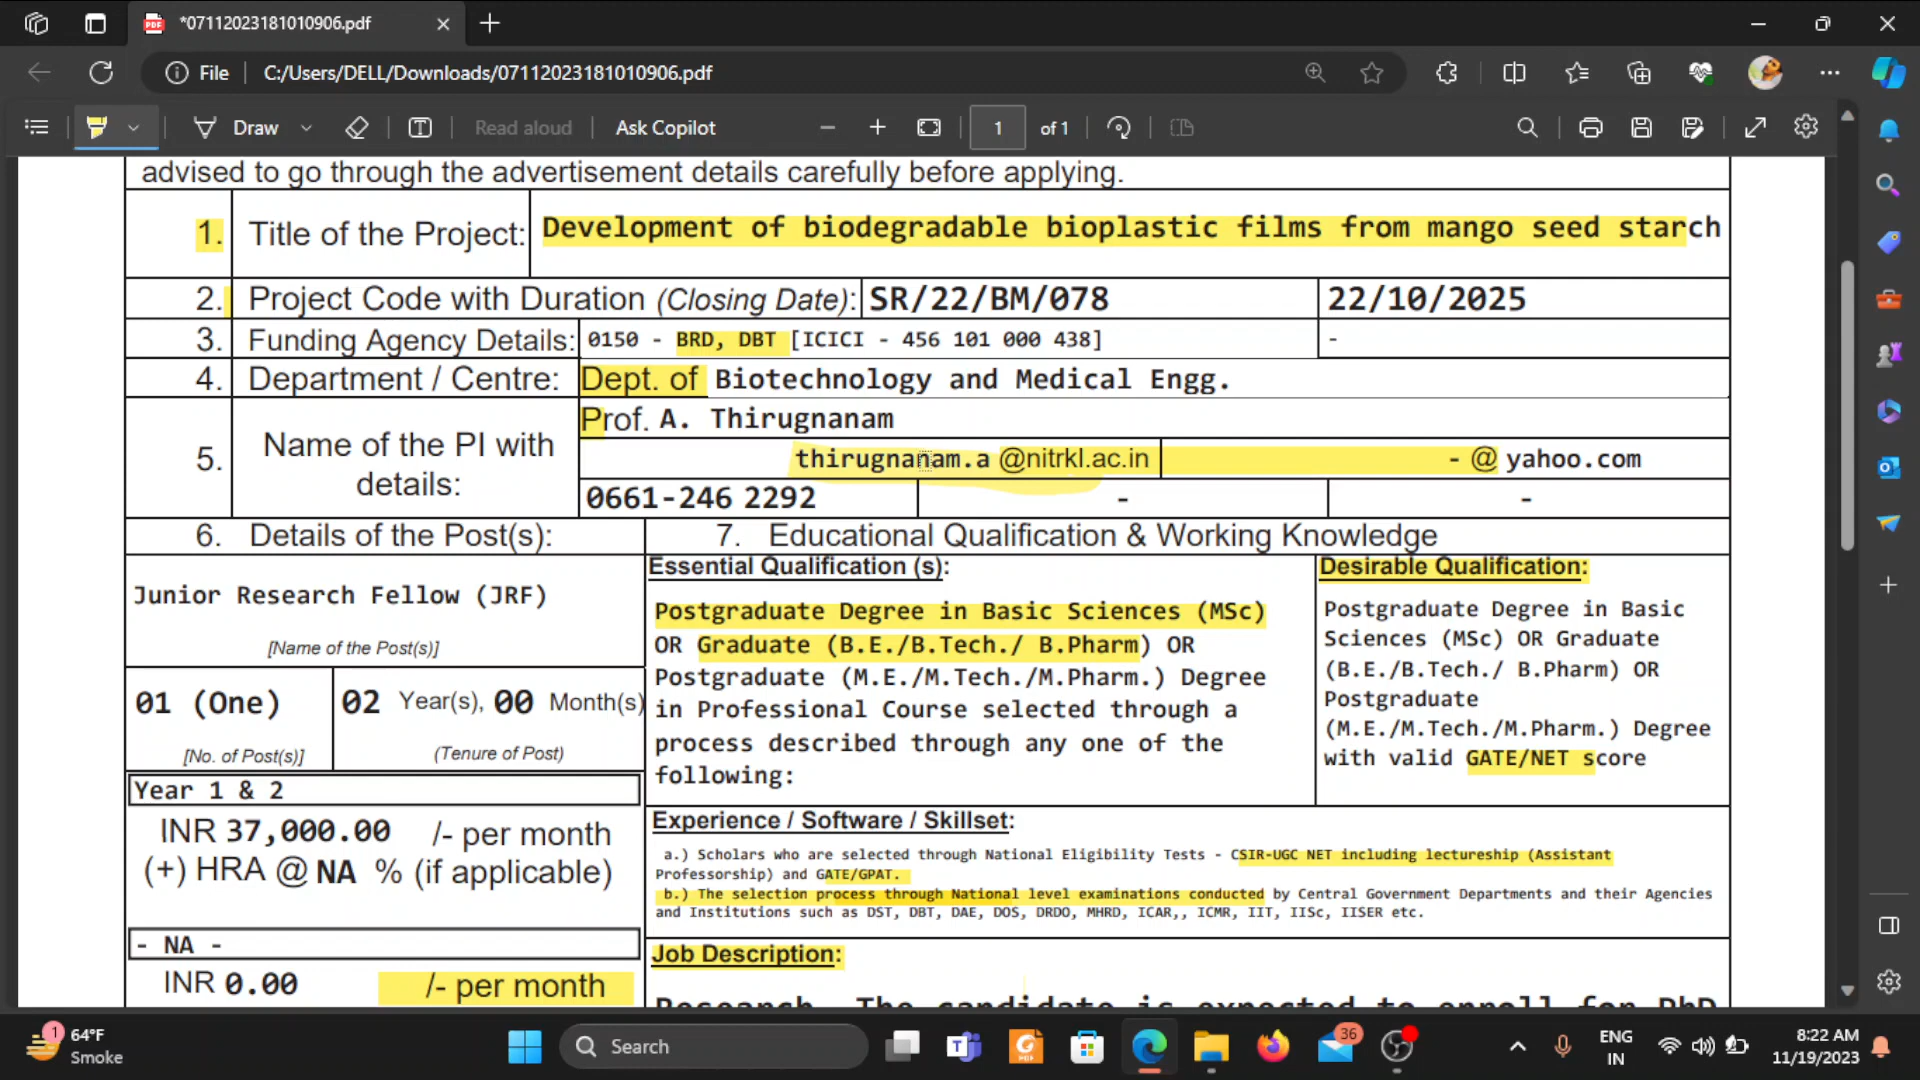 *07112023181010906.pdf
File C:/Users/DELL/Downloads/07112023181010906.pdf
Draw Read aloud Ask Copilot 1 of 1
advised to go through the advertisement details carefully before applying.
1. Title of the Project: Development of biodegradable bioplastic films from mango seed starch
2. Project Code with Duration (Closing Date): SR/22/BM/078 22/10/2025
3. Funding Agency Details: 0150 - BRD, DBT [ICICI - 456 101 000 438] -
4. Department / Centre: Dept. of Biotechnology and Medical Engg.
5. Name of the PI with details:
Prof. A. Thirugnanam
thirugnanam.a @nitrkl.ac.in - @ yahoo.com
0661-246 2292 - -
6. Details of the Post(s): 7. Educational Qualification & Working Knowledge
Junior Research Fellow (JRF)
[Name of the Post(s)]
01 (One) 02 Year(s), 00 Month(s)
[No. of Post(s)] (Tenure of Post)
Year 1 & 2
INR 37,000.00 /- per month
(+) HRA @ NA % (if applicable)
- NA -
INR 0.00 /- per month
Essential Qualification (s):
Postgraduate Degree in Basic Sciences (MSc)
OR Graduate (B.E./B.Tech./ B.Pharm) OR
Postgraduate (M.E./M.Tech./M.Pharm.) Degree
in Professional Course selected through a
process described through any one of the
following:
Desirable Qualification:
Postgraduate Degree in Basic
Sciences (MSc) OR Graduate
(B.E./B.Tech./ B.Pharm) OR
Postgraduate
(M.E./M.Tech./M.Pharm.) Degree
with valid GATE/NET score
Experience / Software / Skillset:
a.) Scholars who are selected through National Eligibility Tests - CSIR-UGC NET including lectureship (Assistant
Professorship) and GATE/GPAT.
b.) The selection process through National level examinations conducted by Central Government Departments and their Agencies
and Institutions such as DST, DBT, DAE, DOS, DRDO, MHRD, ICAR,, ICMR, IIT, IISc, IISER etc.
Job Description:
Research. The candidate is expected to enroll for PhD
1 64°F
Smoke
Search
36
ENG
IN
8:22 AM
11/19/2023